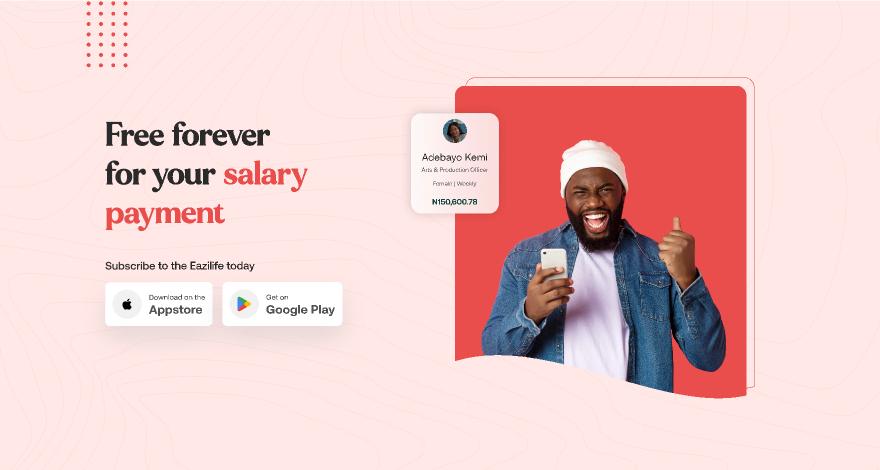 Free forever
for your salary
payment
Subscribe to the Eazilife today
Download on the
Appstore
Get on
Google Play
Adebayo Kemi
Arts & Production Officer
Female | Weekly
₦150,600.78